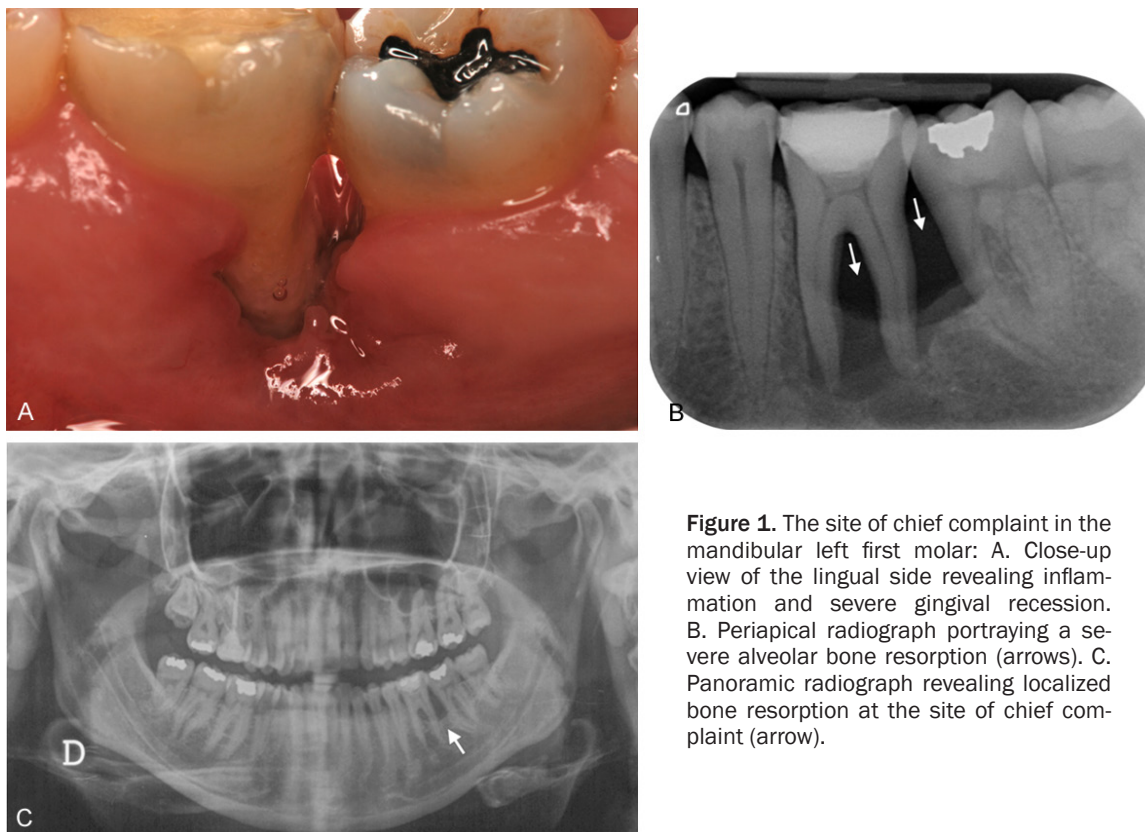 A
B
D
C
Figure 1. The site of chief complaint in the
mandibular left first molar: A. Close-up
view of the lingual side revealing inflam-
mation and severe gingival recession.
B. Periapical radiograph portraying a se-
vere alveolar bone resorption (arrows). C.
Panoramic radiograph revealing localized
bone resorption at the site of chief com-
plaint (arrow).